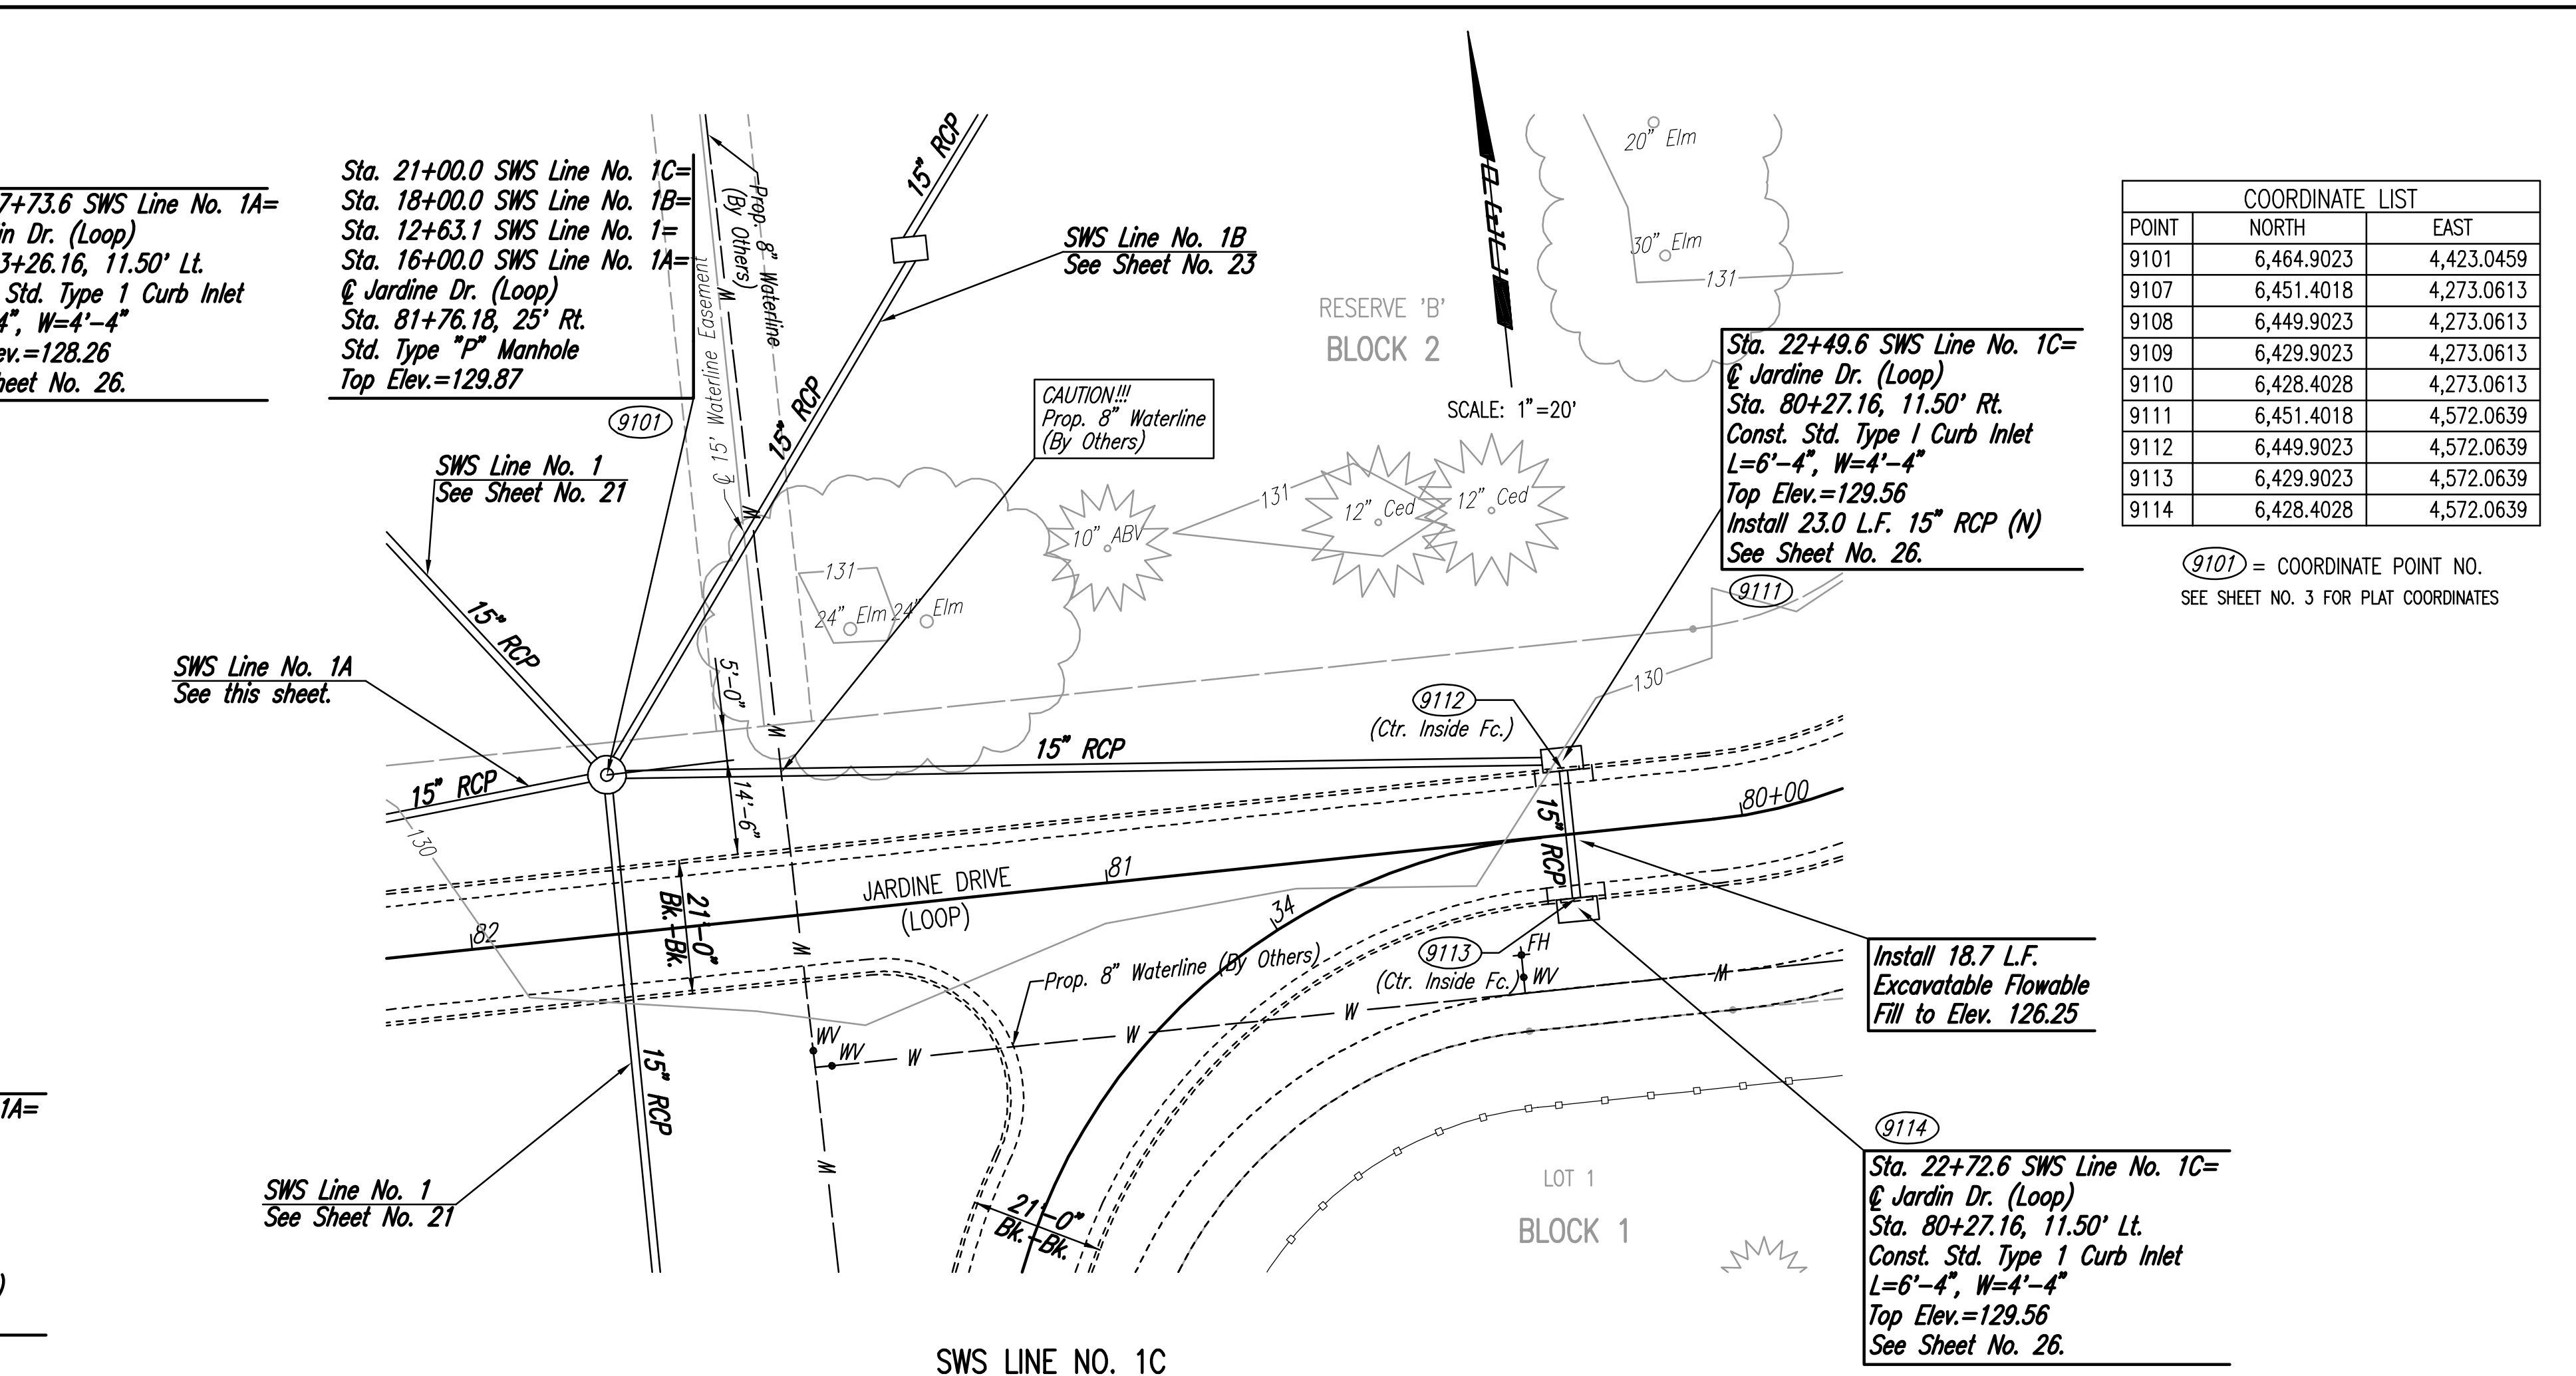 7+73.6 SWS Line No. 1A=
in Dr. (Loop)
3+26.16, 11.50' Lt.
Std. Type 1 Curb Inlet
4", W=4'-4"
ev.=128.26
heet No. 26.
Sta. 21+00.0 SWS Line No. 1C=
Sta. 18+00.0 SWS Line No. 1B=
Sta. 12+63.1 SWS Line No. 1=
Sta. 16+00.0 SWS Line No. 1A=
℄ Jardine Dr. (Loop)
Sta. 81+76.18, 25' Rt.
Std. Type "P" Manhole
Top Elev.=129.87
9101
℄ 15' Waterline Easement
Prop. 8" Waterline
(By Others)
W
15" RCP
SWS Line No. 1B
See Sheet No. 23
15" RCP
CAUTION!!!
Prop. 8" Waterline
(By Others)
RESERVE 'B'
BLOCK 2
SCALE: 1"=20'
20" Elm
30" Elm
131
Sta. 22+49.6 SWS Line No. 1C=
℄ Jardine Dr. (Loop)
Sta. 80+27.16, 11.50' Rt.
Const. Std. Type I Curb Inlet
L=6'-4", W=4'-4"
Top Elev.=129.56
Install 23.0 L.F. 15" RCP (N)
See Sheet No. 26.
9111
COORDINATE LIST
POINT NORTH EAST
9101 6,464.9023 4,423.0459
9107 6,451.4018 4,273.0613
9108 6,449.9023 4,273.0613
9109 6,429.9023 4,273.0613
9110 6,428.4028 4,273.0613
9111 6,451.4018 4,572.0639
9112 6,449.9023 4,572.0639
9113 6,429.9023 4,572.0639
9114 6,428.4028 4,572.0639
9101 = COORDINATE POINT NO.
SEE SHEET NO. 3 FOR PLAT COORDINATES
SWS Line No. 1
See Sheet No. 21
15" RCP
W
131
24" Elm
24" Elm
10" ABV
131
12" Ced
12" Ced
SWS Line No. 1A
See this sheet.
15" RCP
130
5'-0"
14'-6"
W
15" RCP
9112
(Ctr. Inside Fc.)
130
15" RCP
80+00
82
21'-0"
Bk.-Bk.
JARDINE DRIVE
(LOOP)
81
34
W
Prop. 8" Waterline (By Others)
9113
(Ctr. Inside Fc.)
FH
WV
W
Install 18.7 L.F.
Excavatable Flowable
Fill to Elev. 126.25
WV
WV
W
W
W
15" RCP
W
1A=
)
SWS Line No. 1
See Sheet No. 21
21'-0"
Bk.-Bk.
LOT 1
BLOCK 1
9114
Sta. 22+72.6 SWS Line No. 1C=
℄ Jardin Dr. (Loop)
Sta. 80+27.16, 11.50' Lt.
Const. Std. Type 1 Curb Inlet
L=6'-4", W=4'-4"
Top Elev.=129.56
See Sheet No. 26.
SWS LINE NO. 1C